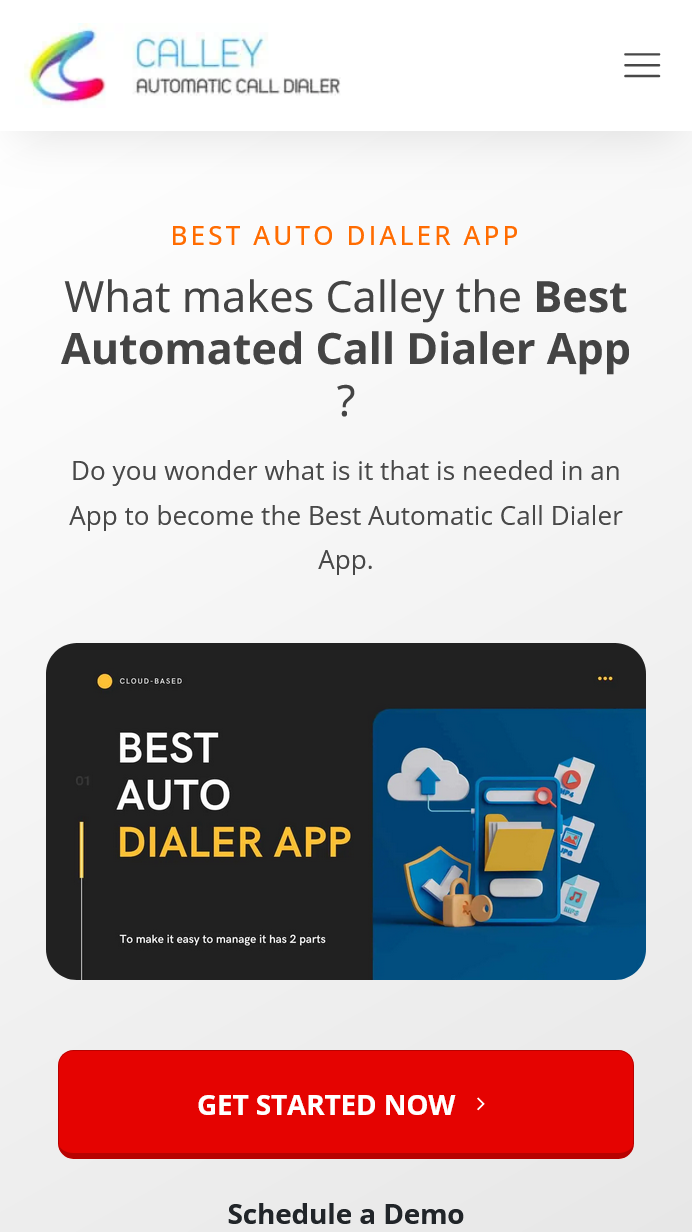 CALLEY
AUTOMATIC CALL DIALER
BEST AUTO DIALER APP
What makes Calley the Best
Automated Call Dialer App
?
Do you wonder what is it that is needed in an
App to become the Best Automatic Call Dialer
App.
CLOUD-BASED
01
BEST
AUTO
DIALER APP
To make it easy to manage it has 2 parts
MP4
JPG
MP3
GET STARTED NOW
Schedule a Demo